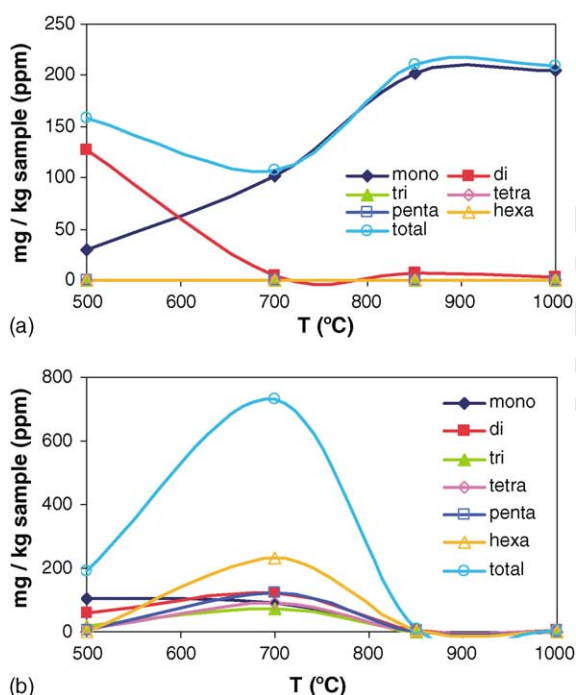 mg / kg sample (ppm)
250
200
150
100
50
0
mono di
tri tetra
penta hexa
total
500 600 700 800 900 1000
T (°C)
(a)
mg / kg sample (ppm)
800
600
400
200
0
mono
di
tri
tetra
penta
hexa
total
500 600 700 800 900 1000
T (°C)
(b)